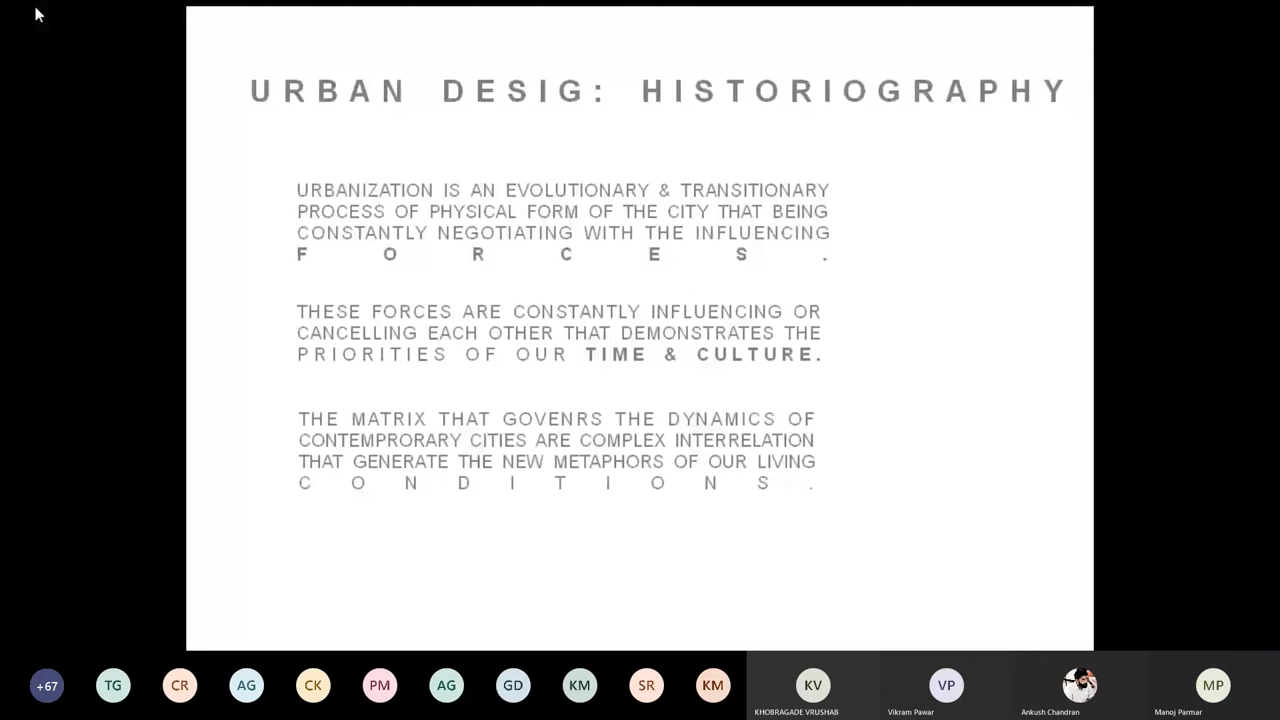 URBAN DESIG: HISTORIOGRAPHY
URBANIZATION IS AN EVOLUTIONARY & TRANSITIONARY
PROCESS OF PHYSICAL FORM OF THE CITY THAT BEING
CONSTANTLY NEGOTIATING WITH THE INFLUENCING
FORCES.
THESE FORCES ARE CONSTANTLY INFLUENCING OR
CANCELLING EACH OTHER THAT DEMONSTRATES THE
PRIORITIES OF OUR TIME & CULTURE.
THE MATRIX THAT GOVENRS THE DYNAMICS OF
CONTEMPRORARY CITIES ARE COMPLEX INTERRELATION
THAT GENERATE THE NEW METAPHORS OF OUR LIVING
CONDITIONS.
+67 TG CR AG CK PM AG GD KM SR KM KV VP MP
KHOBRAGADE VRUSHAB Vikram Pawar Ankush Chandran Manoj Parmar